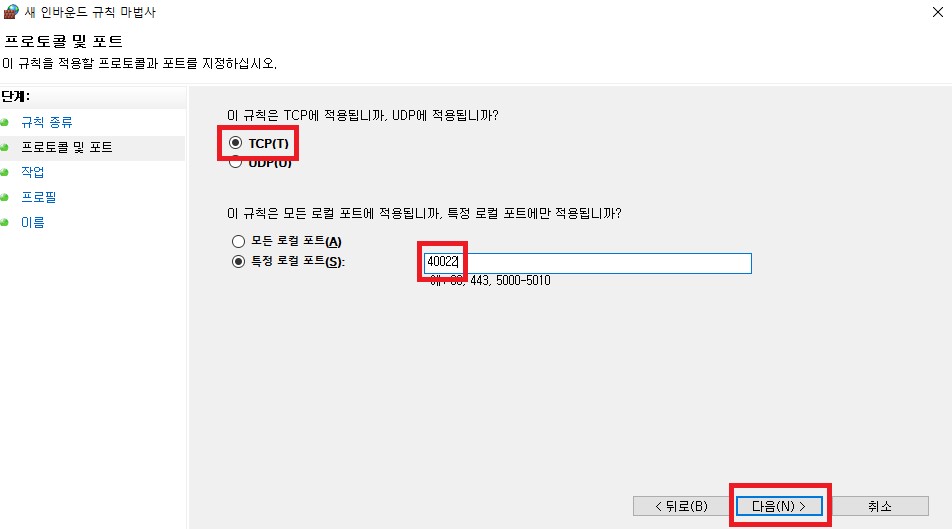 새 인바운드 규칙 마법사
프로토콜 및 포트
이 규칙을 적용할 프로토콜과 포트를 지정하십시오.
단계:
규칙 종류
프로토콜 및 포트
작업
프로필
이름
이 규칙은 TCP에 적용됩니까, UDP에 적용됩니까?
TCP(T)
UDP(U)
이 규칙은 모든 로컬 포트에 적용됩니까, 특정 로컬 포트에만 적용됩니까?
모든 로컬 포트(A)
특정 로컬 포트(S):
40022
예: 80, 443, 5000-5010
< 뒤로(B)
다음(N) >
취소